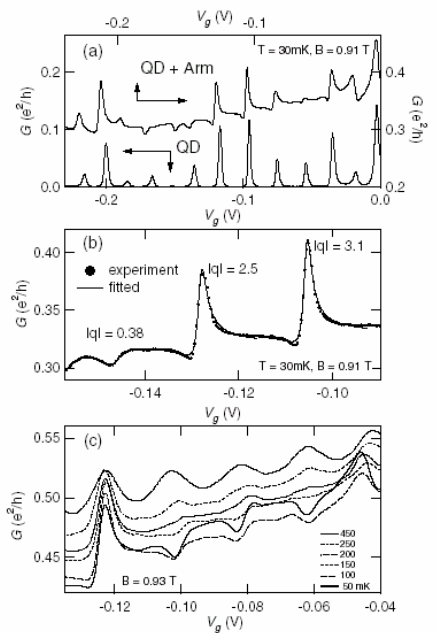 V_g (V)
-0.2 -0.1
(a) T = 30mK, B = 0.91 T
QD + Arm
QD
G (e²/h)
0.2
0.1
0.0
0.4
0.3
0.2
G (e²/h)
-0.2 -0.1 0.0
V_g (V)
(b)
experiment
fitted
|q| = 0.38
|q| = 2.5
|q| = 3.1
T = 30mK, B = 0.91 T
G (e²/h)
0.40
0.35
0.30
-0.14 -0.12 -0.10
V_g (V)
(c)
G (e²/h)
0.55
0.50
0.45
B = 0.93 T
450
250
200
150
100
50 mK
-0.12 -0.10 -0.08 -0.06 -0.04
V_g (V)